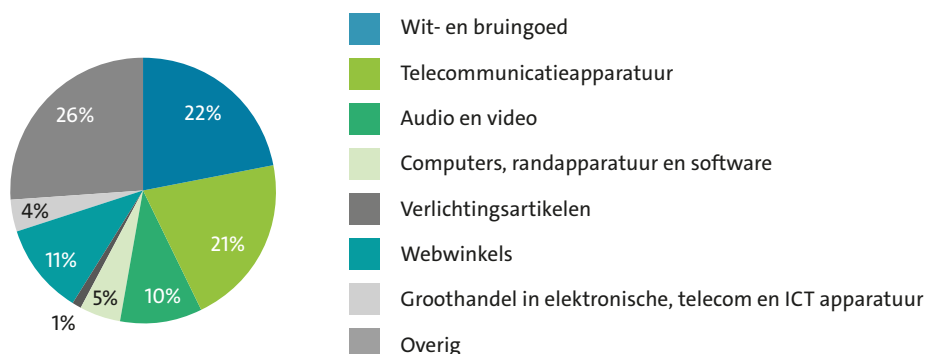 26%
22%
4%
21%
11%
5%
10%
1%
Wit- en bruingoed
Telecommunicatieapparatuur
Audio en video
Computers, randapparatuur en software
Verlichtingsartikelen
Webwinkels
Groothandel in elektronische, telecom en ICT apparatuur
Overig